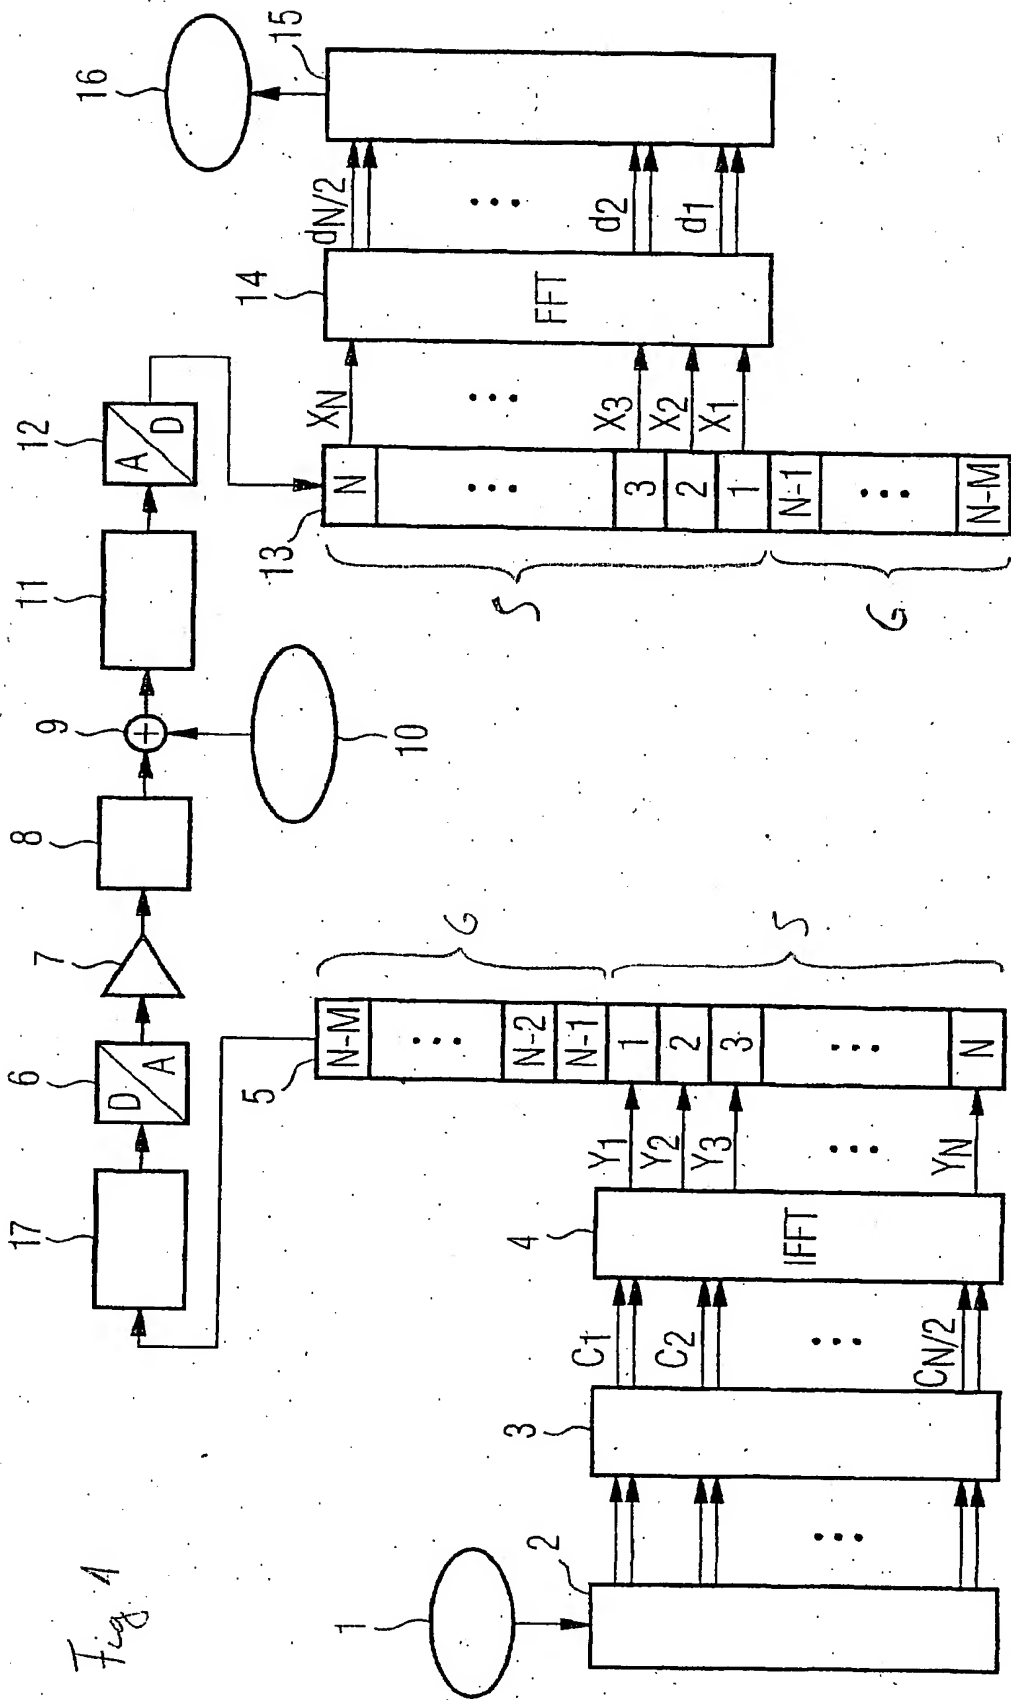 Fig. 4
1
2
3
C1
C2
...
CN/2
4
IFFT
Y1
Y2
Y3
...
YN
5
N-M
...
N-2
N-1
1
2
3
...
N
G
S
17
6
D
A
7
8
9
+
10
11
12
A
D
13
N
...
3
2
1
N-1
...
N-M
S
G
XN
...
X3
X2
X1
14
FFT
dN/2
...
d2
d1
15
16